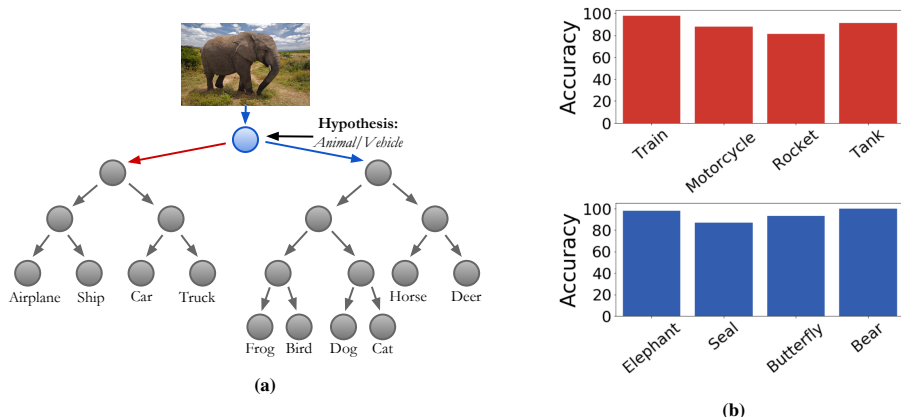 Hypothesis:
Animal/Vehicle
Airplane Ship Car Truck Horse Deer
Frog Bird Dog Cat
(a)
Accuracy
100
80
60
40
20
0
Train Motorcycle Rocket Tank
Accuracy
100
80
60
40
20
0
Elephant Seal Butterfly Bear
(b)